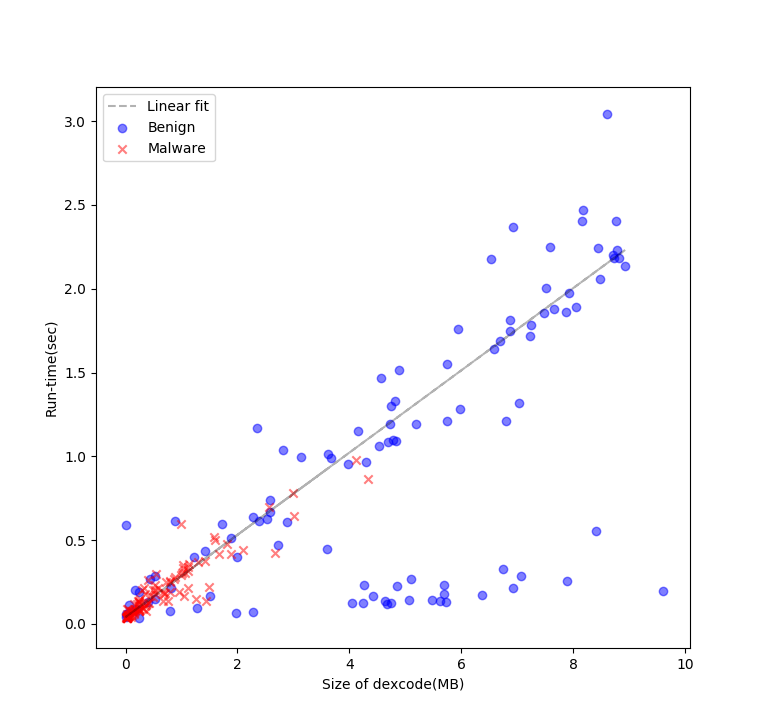 Linear fit
Benign
Malware
3.0
2.5
2.0
1.5
1.0
0.5
0.0
Run-time(sec)
0 2 4 6 8 10
Size of dexcode(MB)